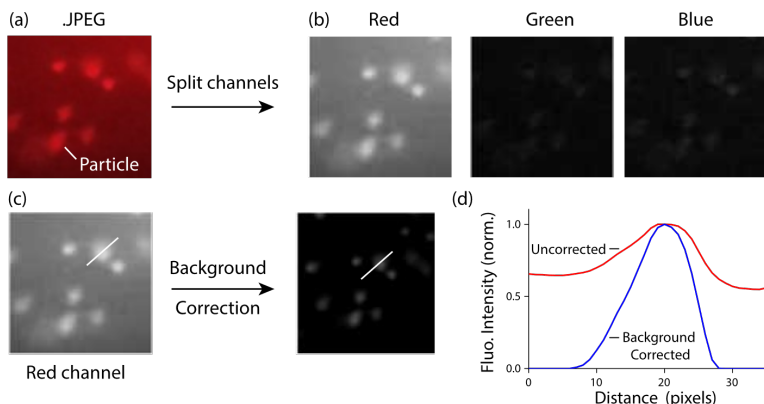 (a) .JPEG
(b) Red Green Blue
Split channels
Particle
(c)
Background
Correction
Red channel
(d)
Fluo. Intensity (norm.)
1.0
0.5
0.0
Uncorrected
Background
Corrected
0 10 20 30
Distance (pixels)